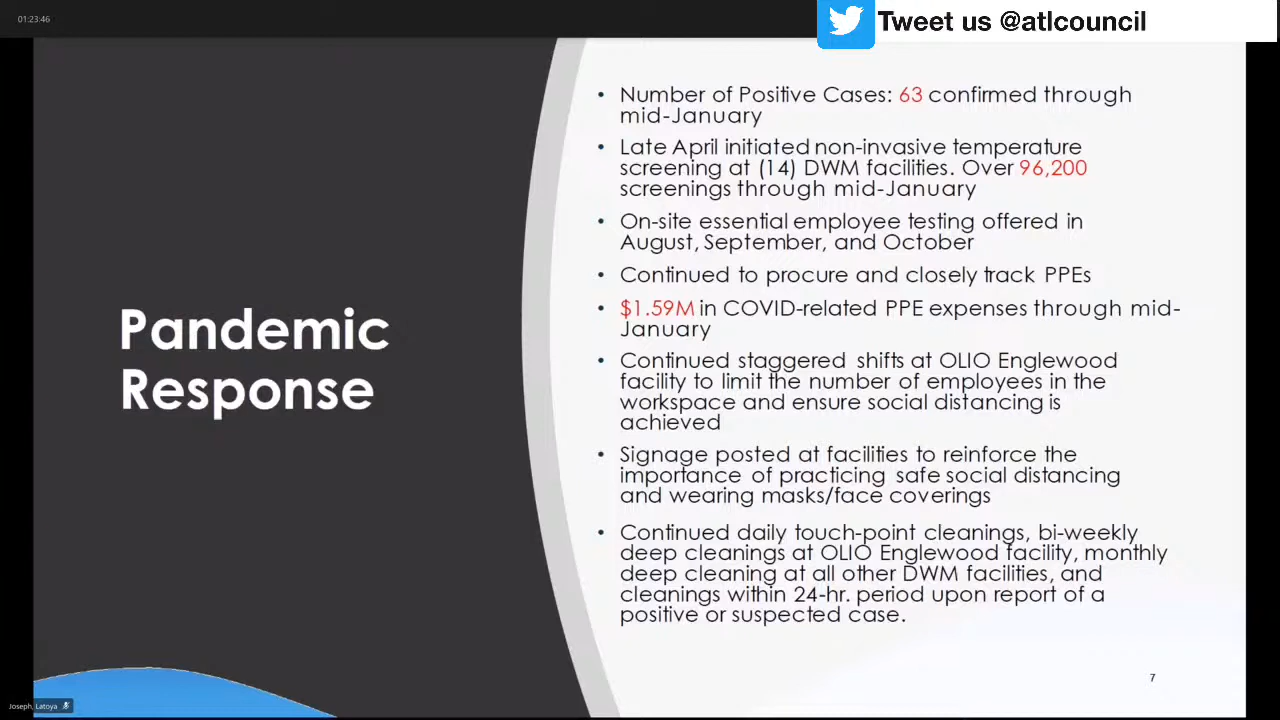 01:23:46
Tweet us @atlcouncil
Pandemic
Response
• Number of Positive Cases: 63 confirmed through
mid-January
• Late April initiated non-invasive temperature
screening at (14) DWM facilities. Over 96,200
screenings through mid-January
• On-site essential employee testing offered in
August, September, and October
• Continued to procure and closely track PPEs
• $1.59M in COVID-related PPE expenses through mid-
January
• Continued staggered shifts at OLIO Englewood
facility to limit the number of employees in the
workspace and ensure social distancing is
achieved
• Signage posted at facilities to reinforce the
importance of practicing safe social distancing
and wearing masks/face coverings
• Continued daily touch-point cleanings, bi-weekly
deep cleanings at OLIO Englewood facility, monthly
deep cleaning at all other DWM facilities, and
cleanings within 24-hr. period upon report of a
positive or suspected case.
7
Joseph, Latoya